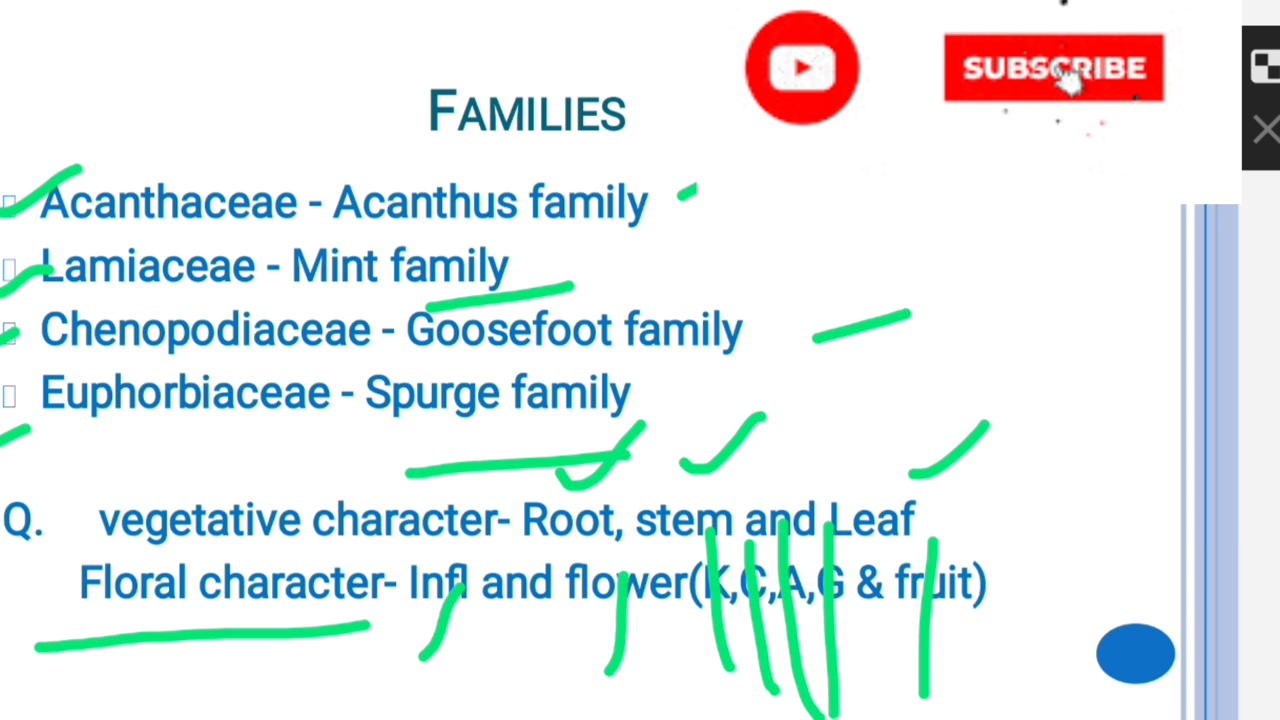 SUBSCRIBE
FAMILIES
Acanthaceae - Acanthus family
Lamiaceae - Mint family
Chenopodiaceae - Goosefoot family
Euphorbiaceae - Spurge family
Q. vegetative character- Root, stem and Leaf
Floral character- Infl and flower(K,C,A,G & fruit)